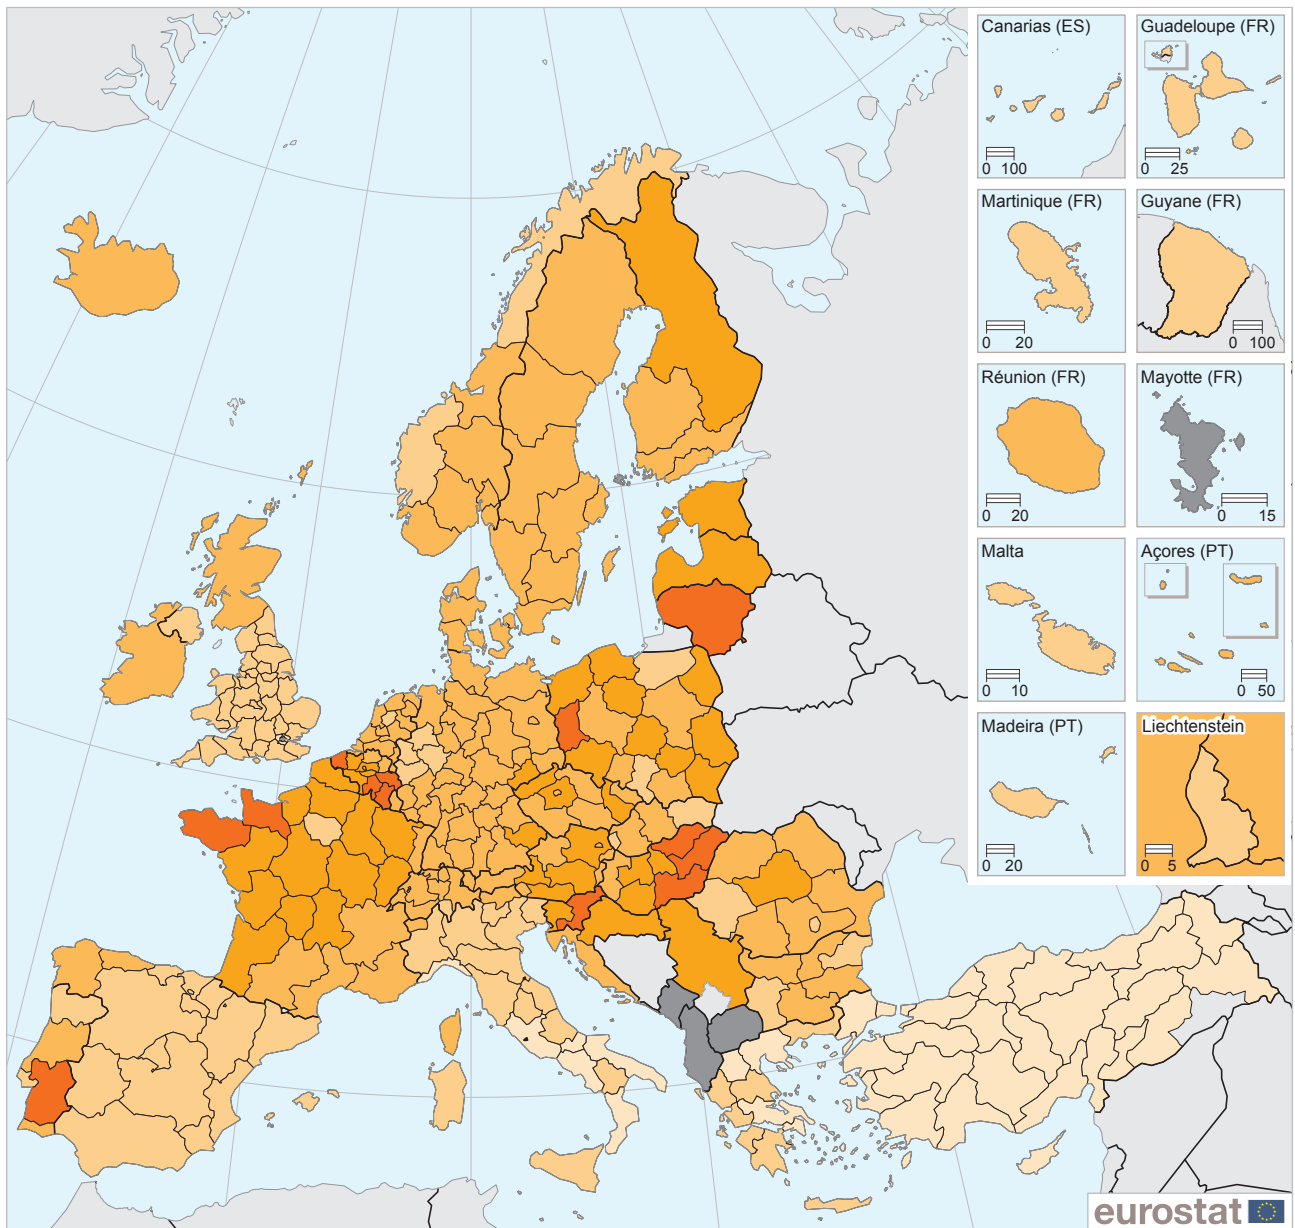 Canarias (ES)
0 100
Guadeloupe (FR)
0 25
Martinique (FR)
0 20
Guyane (FR)
0 100
Réunion (FR)
0 20
Mayotte (FR)
0 15
Malta
0 10
Açores (PT)
0 50
Madeira (PT)
0 20
Liechtenstein
0 5
eurostat